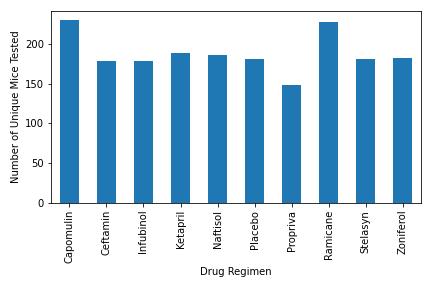 Number of Unique Mice Tested
200
150
100
50
0
Capomulin
Ceftamin
Infubinol
Ketapril
Naftisol
Placebo
Propriva
Ramicane
Stelasyn
Zoniferol
Drug Regimen